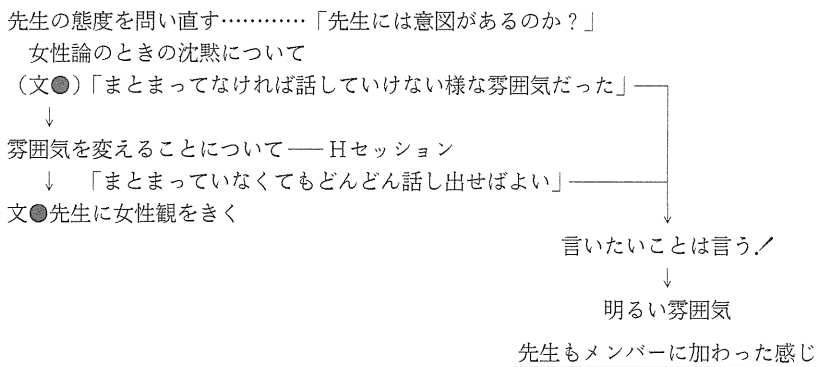 先生の態度を問い直す…………「先生には意図があるのか？」
女性論のときの沈黙について
（文●）「まとまってなければ話していけない様な雰囲気だった」
↓
雰囲気を変えることについて──Hセッション
↓　「まとまっていなくてもどんどん話し出せばよい」
文●先生に女性観をきく
↓
言いたいことは言う！
↓
明るい雰囲気
先生もメンバーに加わった感じ